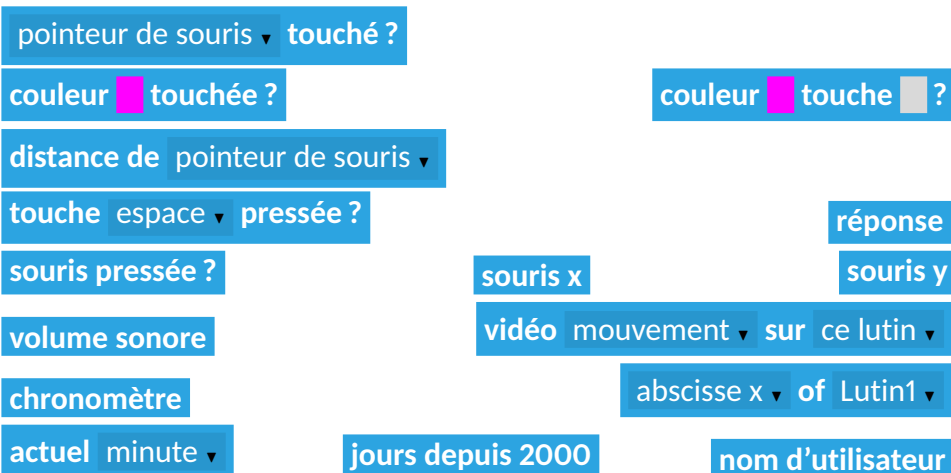 pointeur de souris ▾ touché ?
couleur touchée ?
couleur touche ?
distance de pointeur de souris ▾
touche espace ▾ pressée ?
réponse
souris pressée ?
souris x
souris y
volume sonore
vidéo mouvement ▾ sur ce lutin ▾
chronomètre
abscisse x ▾ of Lutin1 ▾
actuel minute ▾
jours depuis 2000
nom d’utilisateur